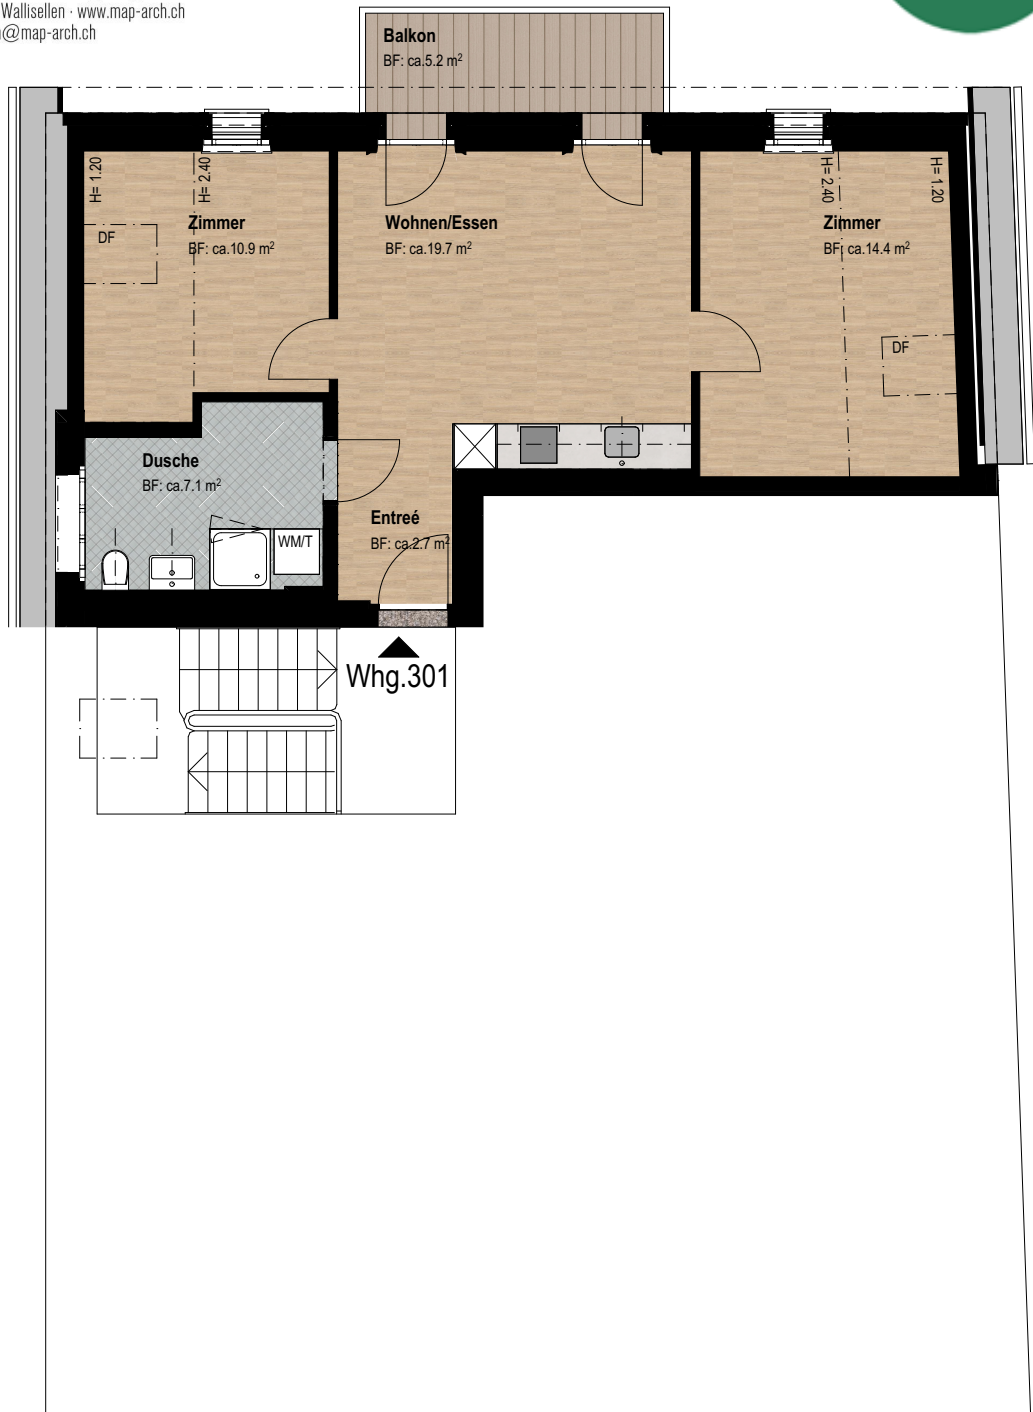 Wallisellen · www.map-arch.ch
@map-arch.ch
Balkon
BF: ca.5.2 m²
H= 1.20
H= 2.40
Zimmer
BF: ca.10.9 m²
DF
Wohnen/Essen
BF: ca.19.7 m²
H= 2.40
H= 1.20
Zimmer
BF: ca.14.4 m²
DF
Dusche
BF: ca.7.1 m²
WM/T
Entreé
BF: ca.2.7 m²
Whg.301